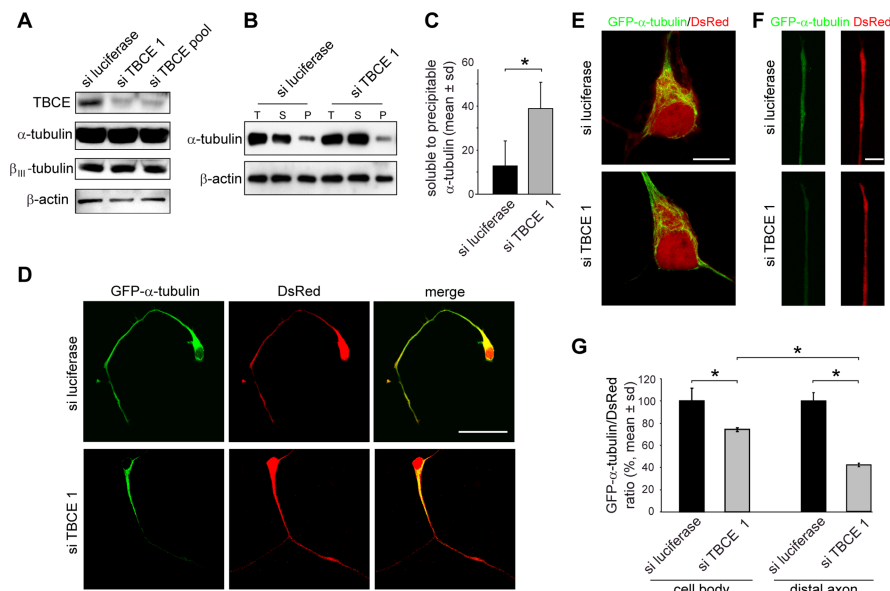 A
si luciferase
si TBCE 1
si TBCE pool
TBCE
α-tubulin
βIII-tubulin
β-actin
B
si luciferase
si TBCE 1
T S P T S P
α-tubulin
β-actin
C
soluble to precipitable
α-tubulin (mean ± sd)
60
40
20
0
*
si luciferase
si TBCE 1
D
GFP-α-tubulin
DsRed
merge
si luciferase
si TBCE 1
E
GFP-α-tubulin/DsRed
si luciferase
si TBCE 1
F
GFP-α-tubulin DsRed
si luciferase
si TBCE 1
G
GFP-α-tubulin/DsRed
ratio (%, mean ± sd)
120
100
80
60
40
20
0
*
*
*
si luciferase
si TBCE 1
si luciferase
si TBCE 1
cell body
distal axon